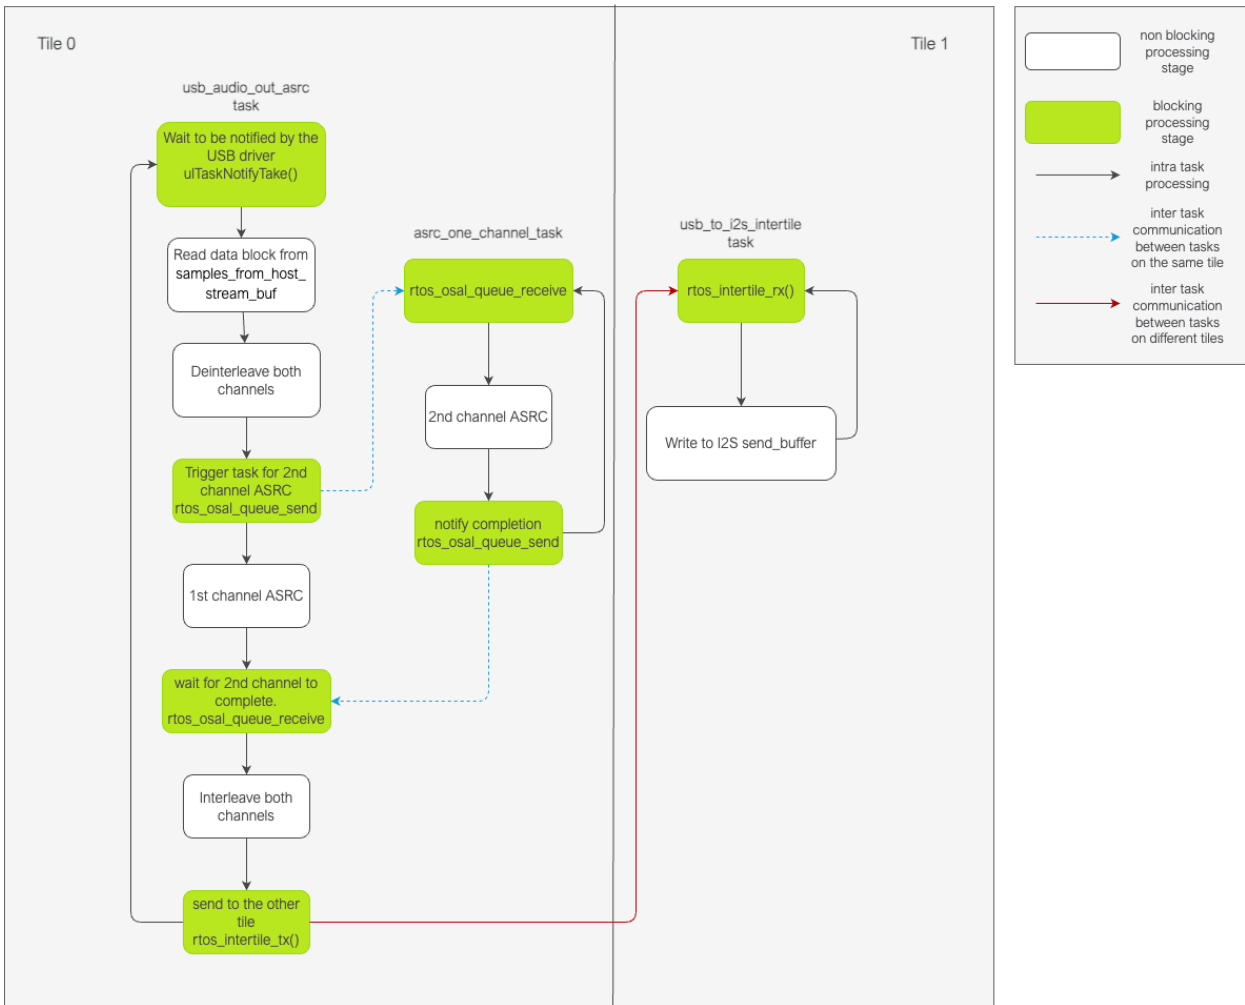 Tile 0
Tile 1
usb_audio_out_asrc
task
Wait to be notified by the
USB driver
ulTaskNotifyTake()
Read data block from
samples_from_host_
stream_buf
Deinterleave both
channels
Trigger task for 2nd
channel ASRC
rtos_osal_queue_send
1st channel ASRC
wait for 2nd channel to
complete.
rtos_osal_queue_receive
Interleave both
channels
send to the other
tile
rtos_intertile_tx()
asrc_one_channel_task
rtos_osal_queue_receive
2nd channel ASRC
notify completion
rtos_osal_queue_send
usb_to_i2s_intertile
task
rtos_intertile_rx()
Write to I2S send_buffer
non blocking
processing
stage
blocking
processing
stage
intra task
processing
inter task
communication
between tasks
on the same tile
inter task
communication
between tasks
on different tiles